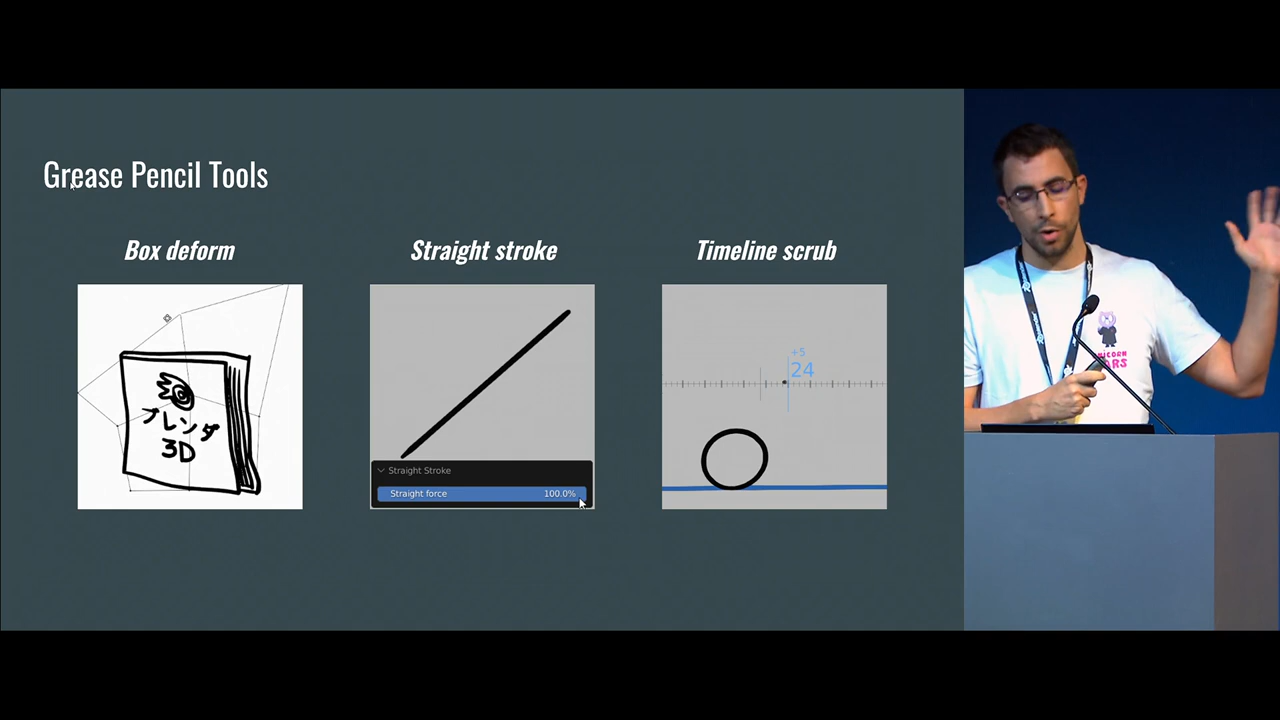 Grease Pencil Tools
Box deform
Straight stroke
Timeline scrub
ブレンダ
3D
Straight Stroke
Straight force 100.0%
+5
24